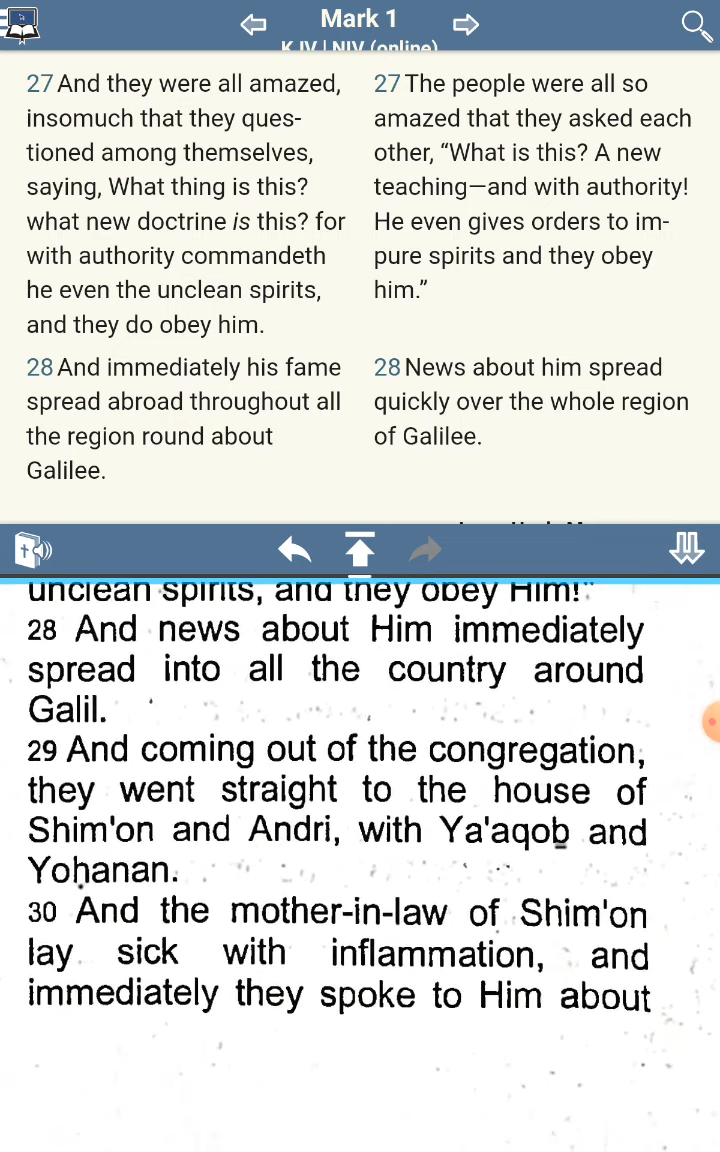 Mark 1
KJV | NIV (online)
27 And they were all amazed,
insomuch that they ques-
tioned among themselves,
saying, What thing is this?
what new doctrine is this? for
with authority commandeth
he even the unclean spirits,
and they do obey him.
28 And immediately his fame
spread abroad throughout all
the region round about
Galilee.
27 The people were all so
amazed that they asked each
other, “What is this? A new
teaching—and with authority!
He even gives orders to im-
pure spirits and they obey
him.”
28 News about him spread
quickly over the whole region
of Galilee.
unclean spirits, and they obey Him!"
28 And news about Him immediately
spread into all the country around
Galil.
29 And coming out of the congregation,
they went straight to the house of
Shim'on and Andri, with Ya'aqoḇ and
Yoḥanan.
30 And the mother-in-law of Shim'on
lay sick with inflammation, and
immediately they spoke to Him about